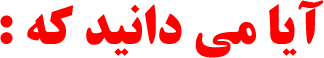 آیا می دانید که :